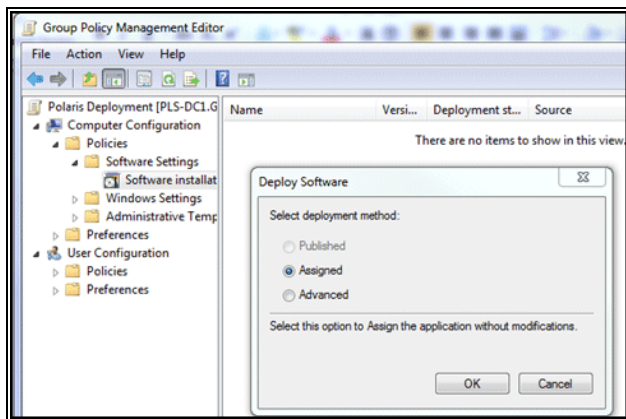 Group Policy Management Editor
File Action View Help
Polaris Deployment [PLS-DC1.G
Computer Configuration
Policies
Software Settings
Software installat
Windows Settings
Administrative Temp
Preferences
User Configuration
Policies
Preferences
Name Versi... Deployment st... Source
There are no items to show in this view.
Deploy Software
Select deployment method:
Published
Assigned
Advanced
Select this option to Assign the application without modifications.
OK Cancel